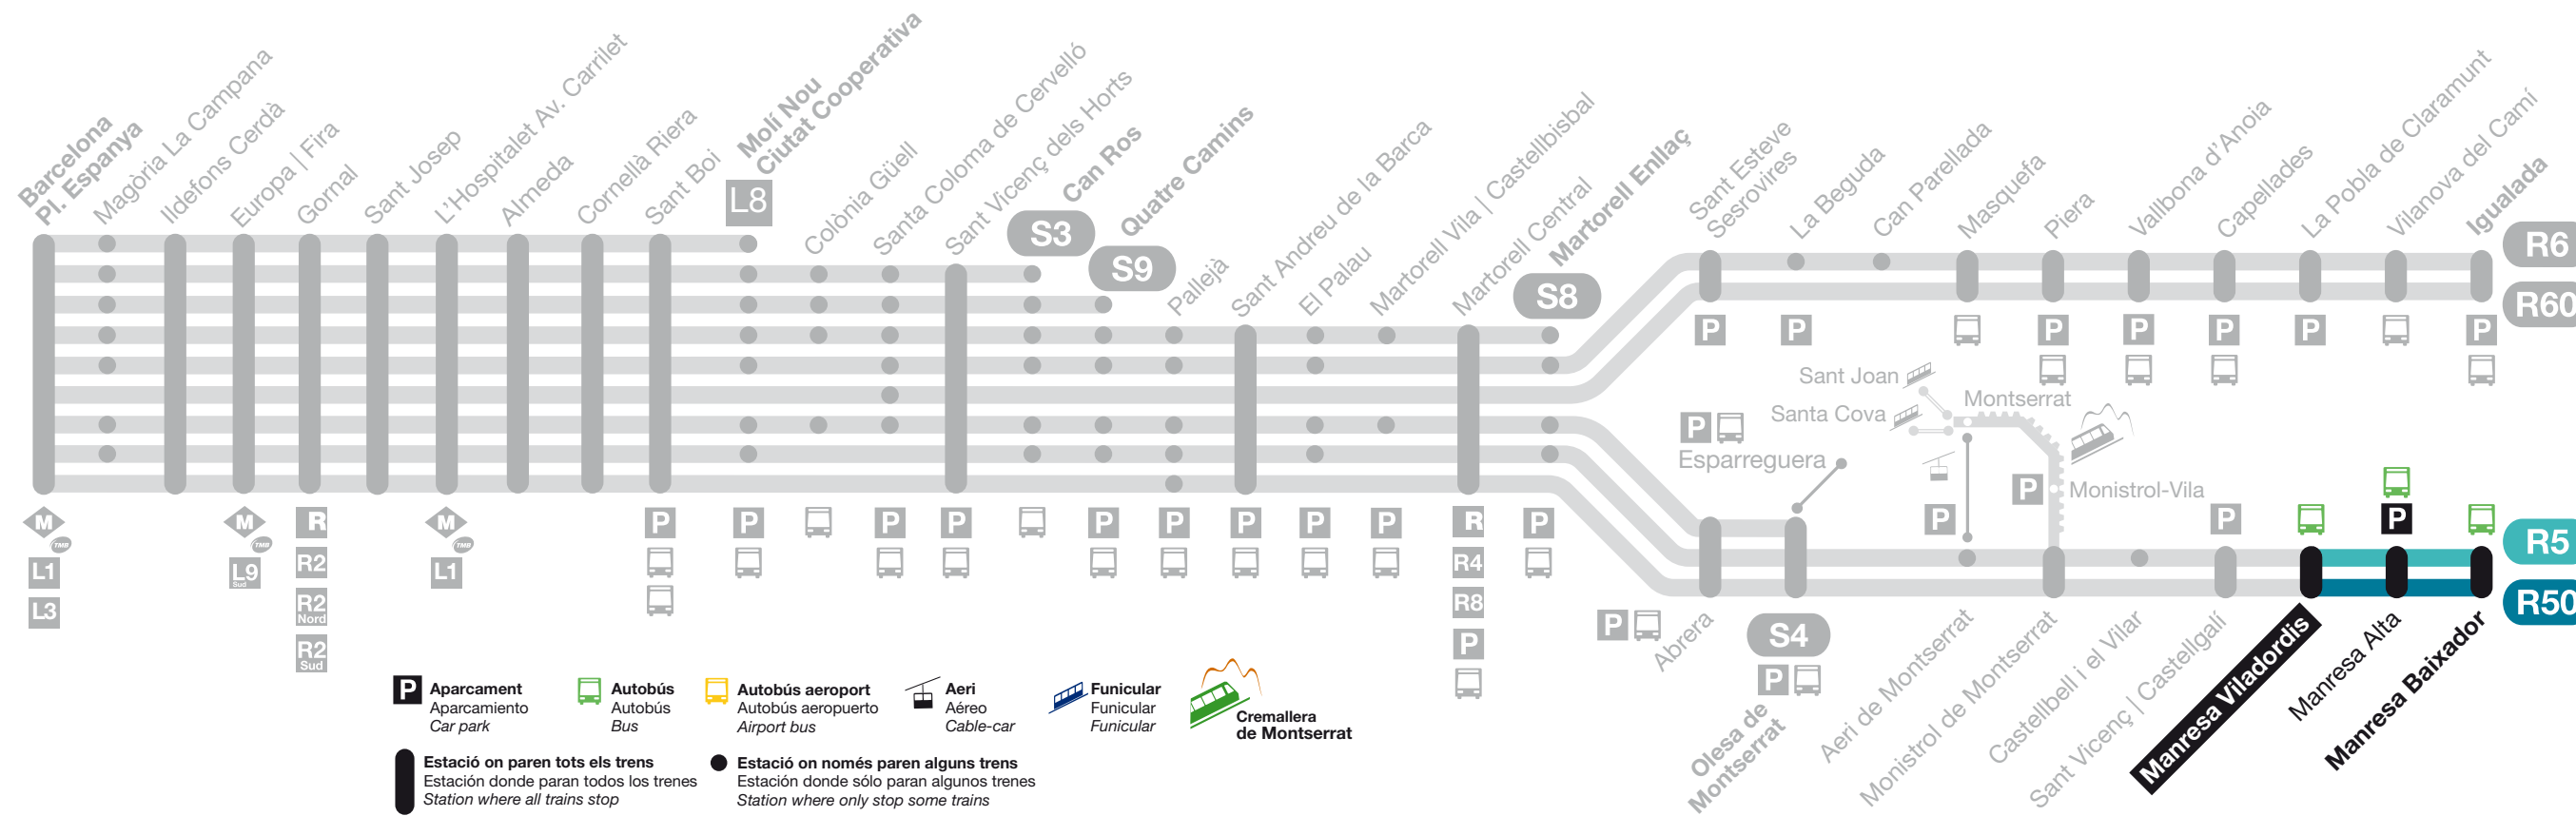 Barcelona
Pl. Espanya
Magòria La Campana
Ildefons Cerdà
Europa | Fira
Gornal
Sant Josep
L'Hospitalet Av. Carrilet
Almeda
Cornellà Riera
Sant Boi
Molí Nou
Ciutat Cooperativa
L8
Colònia Güell
Santa Coloma de Cervelló
Sant Vicenç dels Horts
Can Ros
S3
Quatre Camins
S9
Pallejà
Sant Andreu de la Barca
El Palau
Martorell Vila | Castellbisbal
Martorell Central
Martorell Enllaç
S8
Sant Esteve
Sesrovires
La Beguda
Can Parellada
Masquefa
Piera
Vallbona d'Anoia
Capellades
La Pobla de Claramunt
Vilanova del Camí
Igualada
R6
R60
P
P
P
P
P
P
P
Sant Joan
Santa Cova
Montserrat
P
Esparreguera
P
P
Monistrol-Vila
P
P
R5
R50
M
TMB
L1
L3
M
TMB
L9
Sud
R
R2
R2
Nord
R2
Sud
M
TMB
L1
P
P
P
P
P
P
P
P
P
R
R4
R8
P
P
P
Abrera
S4
P
Olesa de
Montserrat
Aeri de Montserrat
Monistrol de Montserrat
Castellbell i el Vilar
Sant Vicenç | Castellgalí
Manresa Viladordis
Manresa Alta
Manresa Baixador
P
Aparcament
Aparcamiento
Car park
Autobús
Autobús
Bus
Autobús aeroport
Autobús aeropuerto
Airport bus
Aeri
Aéreo
Cable-car
Funicular
Funicular
Funicular
Cremallera
de Montserrat
Estació on paren tots els trens
Estación donde paran todos los trenes
Station where all trains stop
Estació on només paren alguns trens
Estación donde sólo paran algunos trenes
Station where only stop some trains